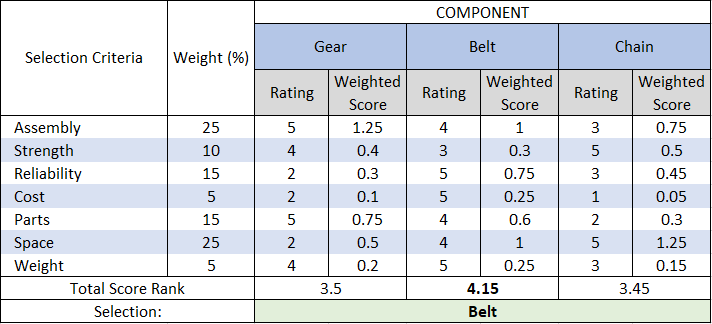 COMPONENT
Selection Criteria Weight (%) Gear Belt Chain
Rating Weighted Score Rating Weighted Score Rating Weighted Score
Assembly 25 5 1.25 4 1 3 0.75
Strength 10 4 0.4 3 0.3 5 0.5
Reliability 15 2 0.3 5 0.75 3 0.45
Cost 5 2 0.1 5 0.25 1 0.05
Parts 15 5 0.75 4 0.6 2 0.3
Space 25 2 0.5 4 1 5 1.25
Weight 5 4 0.2 5 0.25 3 0.15
Total Score Rank 3.5 4.15 3.45
Selection: Belt